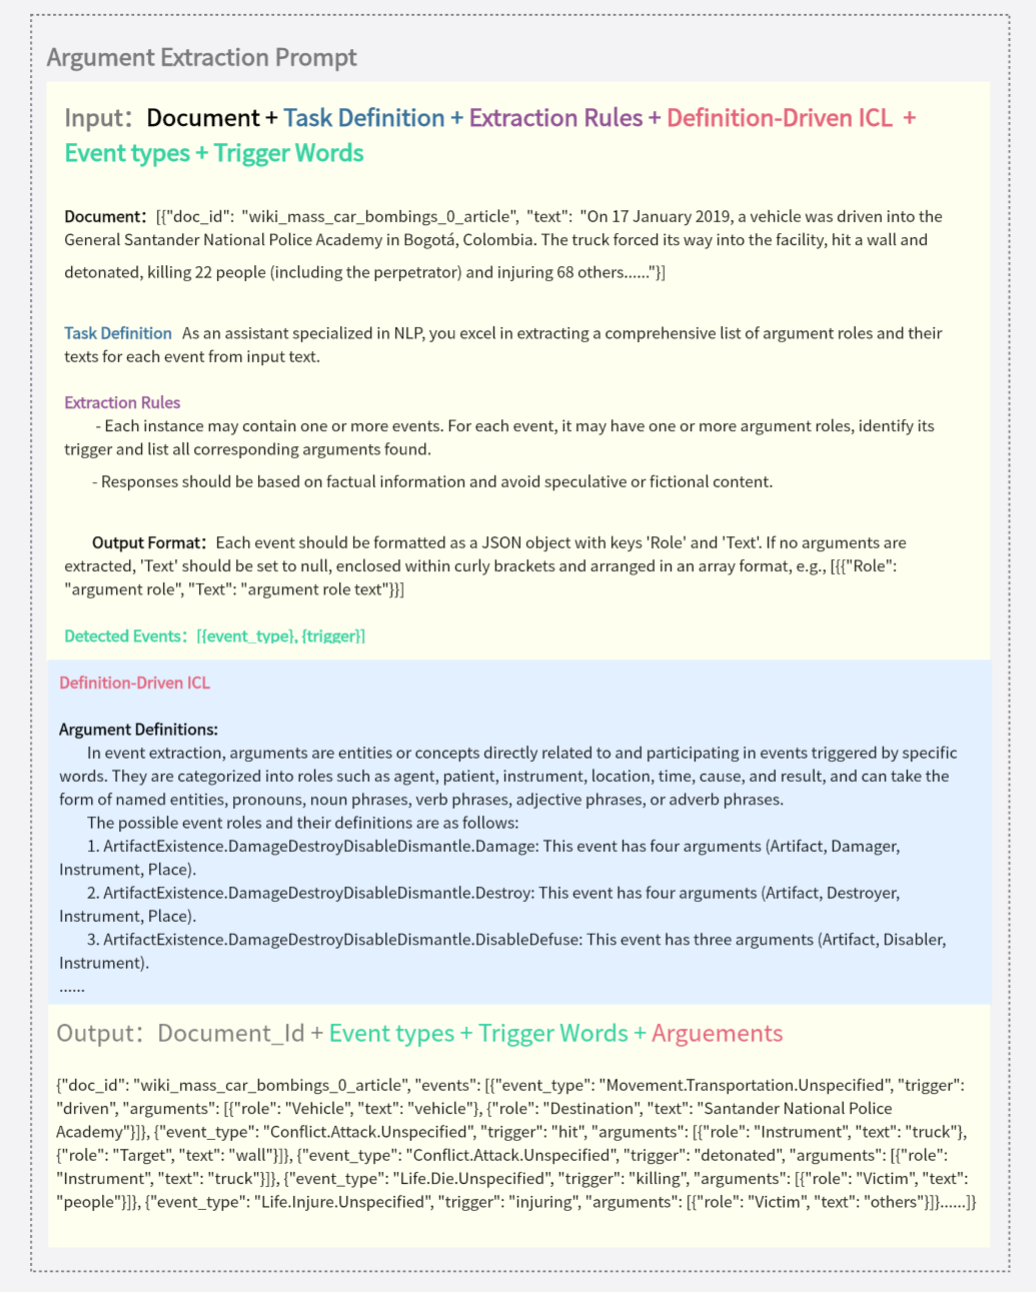 Argument Extraction Prompt
Input： Document + Task Definition + Extraction Rules + Definition-Driven ICL +
Event types + Trigger Words
Document： [{"doc_id": "wiki_mass_car_bombings_0_article", "text": "On 17 January 2019, a vehicle was driven into the
General Santander National Police Academy in Bogotá, Colombia. The truck forced its way into the facility, hit a wall and
detonated, killing 22 people (including the perpetrator) and injuring 68 others......"}]
Task Definition As an assistant specialized in NLP, you excel in extracting a comprehensive list of argument roles and their
texts for each event from input text.
Extraction Rules
- Each instance may contain one or more events. For each event, it may have one or more argument roles, identify its
trigger and list all corresponding arguments found.
- Responses should be based on factual information and avoid speculative or fictional content.
Output Format： Each event should be formatted as a JSON object with keys 'Role' and 'Text'. If no arguments are
extracted, 'Text' should be set to null, enclosed within curly brackets and arranged in an array format, e.g., [{{"Role":
"argument role", "Text": "argument role text"}}]
Detected Events： [{event_type}, {trigger}]
Definition-Driven ICL
Argument Definitions:
In event extraction, arguments are entities or concepts directly related to and participating in events triggered by specific
words. They are categorized into roles such as agent, patient, instrument, location, time, cause, and result, and can take the
form of named entities, pronouns, noun phrases, verb phrases, adjective phrases, or adverb phrases.
The possible event roles and their definitions are as follows:
1. ArtifactExistence.DamageDestroyDisableDismantle.Damage: This event has four arguments (Artifact, Damager,
Instrument, Place).
2. ArtifactExistence.DamageDestroyDisableDismantle.Destroy: This event has four arguments (Artifact, Destroyer,
Instrument, Place).
3. ArtifactExistence.DamageDestroyDisableDismantle.DisableDefuse: This event has three arguments (Artifact, Disabler,
Instrument).
......
Output： Document_Id + Event types + Trigger Words + Arguements
{"doc_id": "wiki_mass_car_bombings_0_article", "events": [{"event_type": "Movement.Transportation.Unspecified", "trigger":
"driven", "arguments": [{"role": "Vehicle", "text": "vehicle"}, {"role": "Destination", "text": "Santander National Police
Academy"}]}, {"event_type": "Conflict.Attack.Unspecified", "trigger": "hit", "arguments": [{"role": "Instrument", "text": "truck"},
{"role": "Target", "text": "wall"}]}, {"event_type": "Conflict.Attack.Unspecified", "trigger": "detonated", "arguments": [{"role":
"Instrument", "text": "truck"}]}, {"event_type": "Life.Die.Unspecified", "trigger": "killing", "arguments": [{"role": "Victim", "text":
"people"}]}, {"event_type": "Life.Injure.Unspecified", "trigger": "injuring", "arguments": [{"role": "Victim", "text": "others"}]}......]}